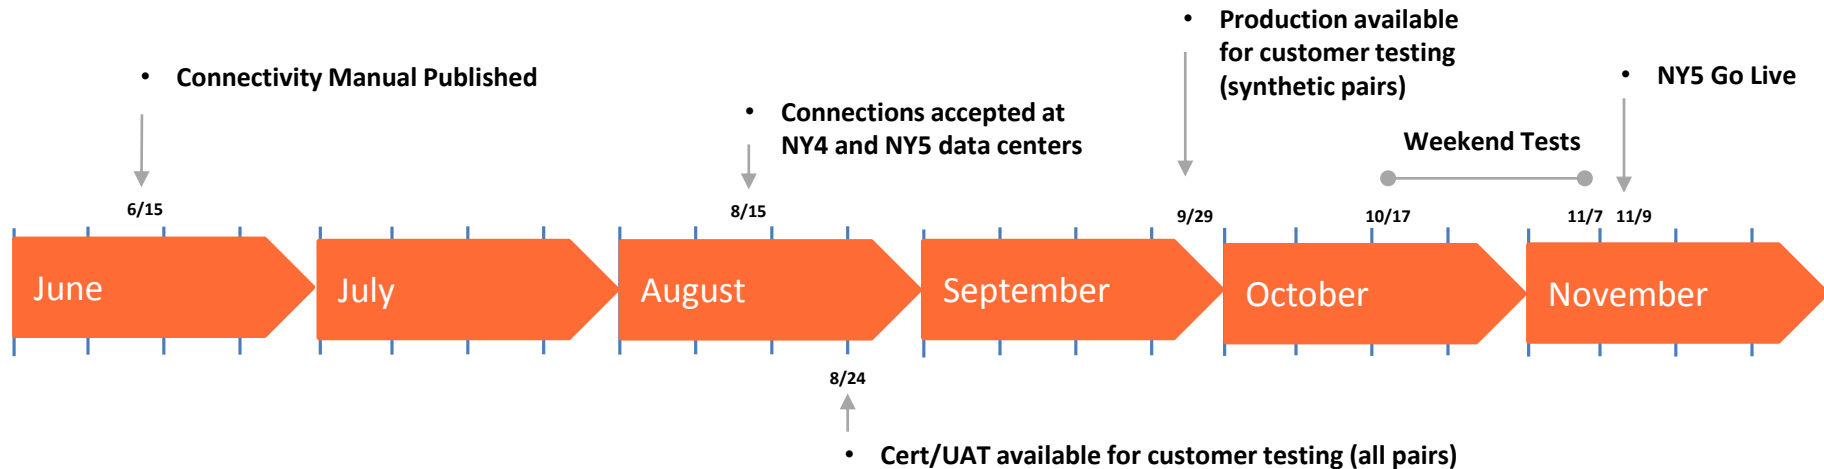 • Production available
for customer testing
(synthetic pairs)
• Connectivity Manual Published
• NY5 Go Live
• Connections accepted at
NY4 and NY5 data centers
Weekend Tests
6/15
8/15
9/29
10/17
11/7
11/9
June
July
August
September
October
November
8/24
• Cert/UAT available for customer testing (all pairs)